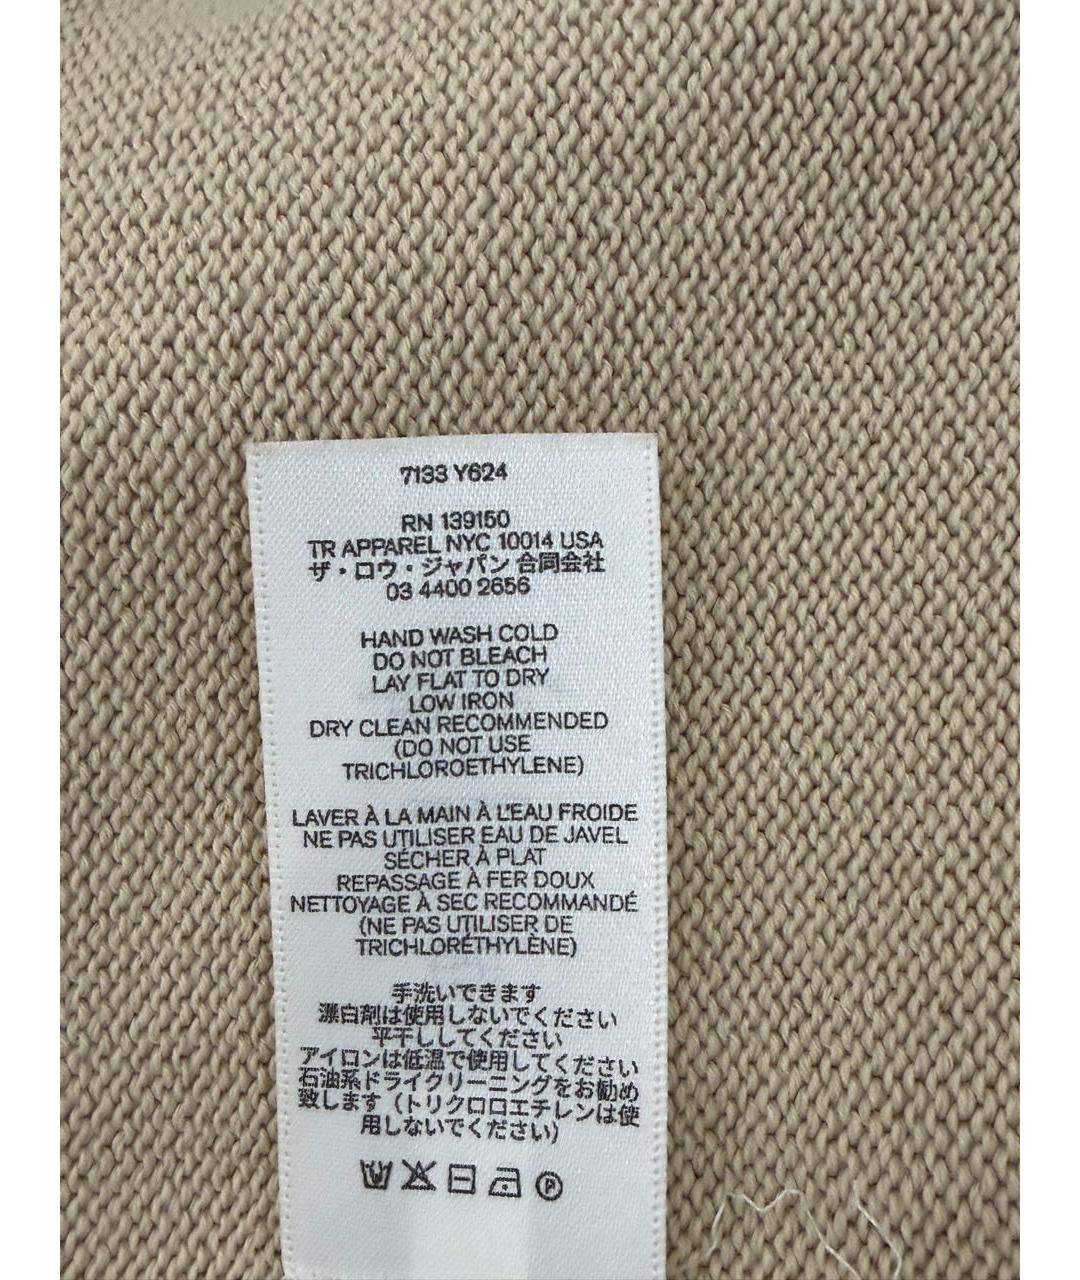 7133 Y624
RN 139150
TR APPAREL NYC 10014 USA
ザ・ロウ・ジャパン 合同会社
03 4400 2656
HAND WASH COLD
DO NOT BLEACH
LAY FLAT TO DRY
LOW IRON
DRY CLEAN RECOMMENDED
(DO NOT USE
TRICHLOROETHYLENE)
LAVER À LA MAIN À L'EAU FROIDE
NE PAS UTILISER EAU DE JAVEL
SÉCHER À PLAT
REPASSAGE À FER DOUX
NETTOYAGE À SEC RECOMMANDÉ
(NE PAS UTILISER DE
TRICHLORÉTHYLÈNE)
手洗いできます
漂白剤は使用しないでください
平干ししてください
アイロンは低温で使用してください
石油系ドライクリーニングをお勧め
致します（トリクロロエチレンは使
用しないでください)
P